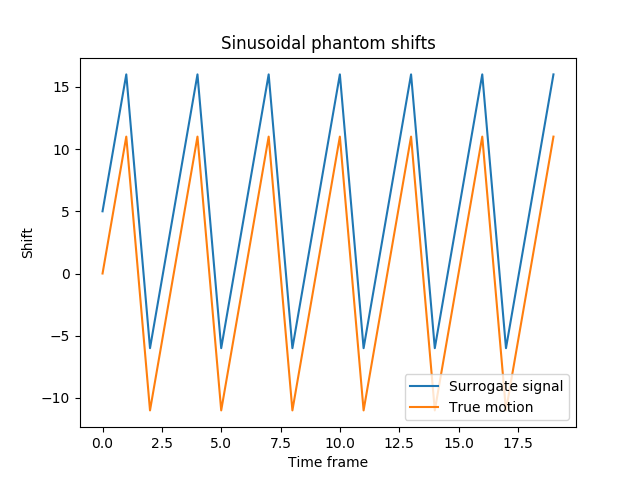 Sinusoidal phantom shifts
15
10
5
0
−5
−10
Shift
0.0 2.5 5.0 7.5 10.0 12.5 15.0 17.5
Time frame
Surrogate signal
True motion